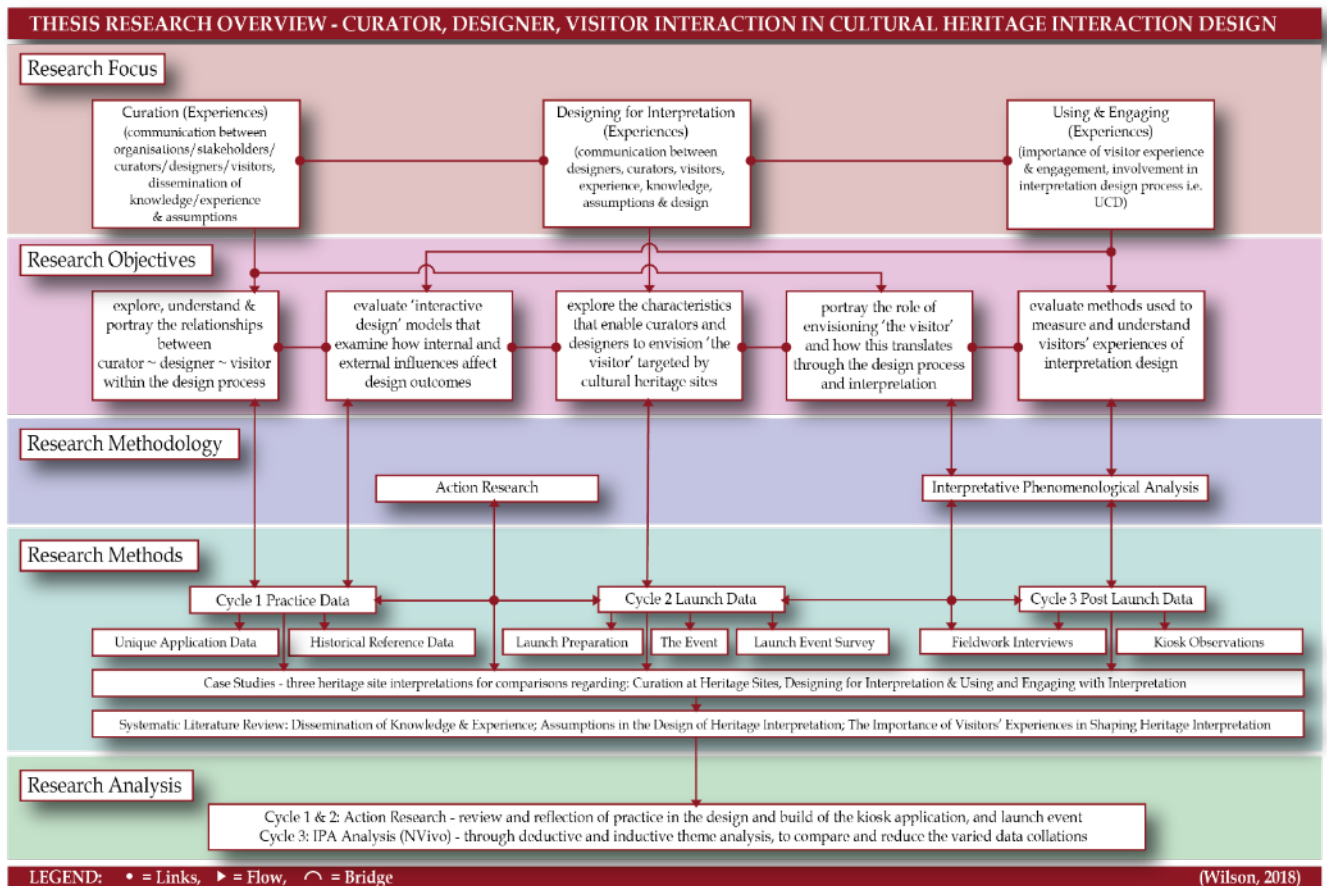 THESIS RESEARCH OVERVIEW - CURATOR, DESIGNER, VISITOR INTERACTION IN CULTURAL HERITAGE INTERACTION DESIGN
Research Focus
Curation (Experiences)
(communication between
organisations/stakeholders/
curators/designers/visitors,
dissemination of
knowledge/experience
& assumptions
Designing for Interpretation
(Experiences)
(communication between
designers, curators, visitors,
experience, knowledge,
assumptions & design
Using & Engaging
(Experiences)
(importance of visitor experience
& engagement, involvement in
interpretation design process i.e.
UCD)
Research Objectives
explore, understand &
portray the relationships
between
curator ~ designer ~ visitor
within the design process
evaluate ‘interactive
design’ models that
examine how internal and
external influences affect
design outcomes
explore the characteristics
that enable curators and
designers to envision ‘the
visitor’ targeted by
cultural heritage sites
portray the role of
envisioning ‘the visitor’
and how this translates
through the design process
and interpretation
evaluate methods used to
measure and understand
visitors’ experiences of
interpretation design
Research Methodology
Action Research
Interpretative Phenomenological Analysis
Research Methods
Cycle 1 Practice Data
Cycle 2 Launch Data
Cycle 3 Post Launch Data
Unique Application Data
Historical Reference Data
Launch Preparation
The Event
Launch Event Survey
Fieldwork Interviews
Kiosk Observations
Case Studies - three heritage site interpretations for comparisons regarding: Curation at Heritage Sites, Designing for Interpretation & Using and Engaging with Interpretation
Systematic Literature Review: Dissemination of Knowledge & Experience; Assumptions in the Design of Heritage Interpretation; The Importance of Visitors’ Experiences in Shaping Heritage Interpretation
Research Analysis
Cycle 1 & 2: Action Research - review and reflection of practice in the design and build of the kiosk application, and launch event
Cycle 3: IPA Analysis (NVivo) - through deductive and inductive theme analysis, to compare and reduce the varied data collations
LEGEND: • = Links, ▶ = Flow, ⌒ = Bridge (Wilson, 2018)